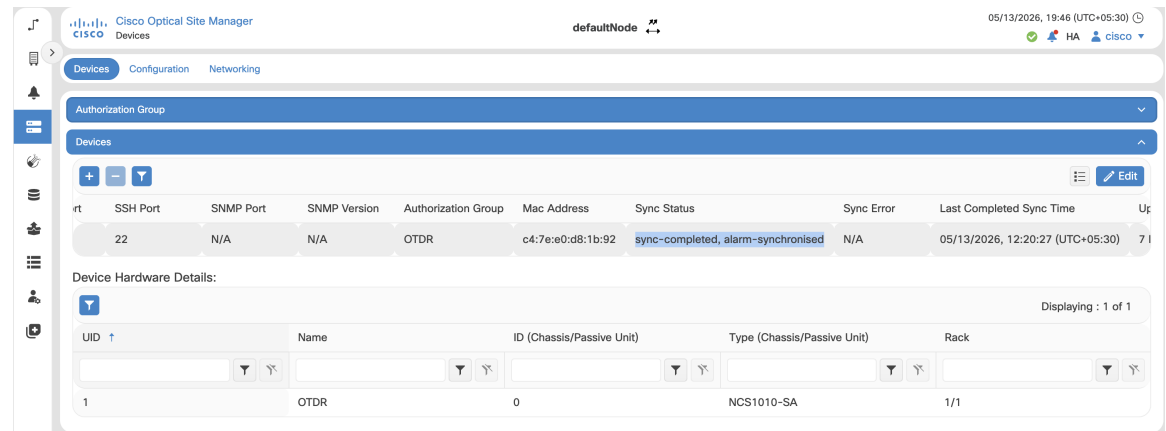 CISCO
Cisco Optical Site Manager
Devices
defaultNode
05/13/2026, 19:46 (UTC+05:30)
HA cisco
Devices Configuration Networking
Authorization Group
Devices
Edit
rt SSH Port SNMP Port SNMP Version Authorization Group Mac Address Sync Status Sync Error Last Completed Sync Time Up
22 N/A N/A OTDR c4:7e:e0:d8:1b:92 sync-completed, alarm-synchronised N/A 05/13/2026, 12:20:27 (UTC+05:30) 7
Device Hardware Details:
Displaying : 1 of 1
UID ↑ Name ID (Chassis/Passive Unit) Type (Chassis/Passive Unit) Rack
1 OTDR 0 NCS1010-SA 1/1